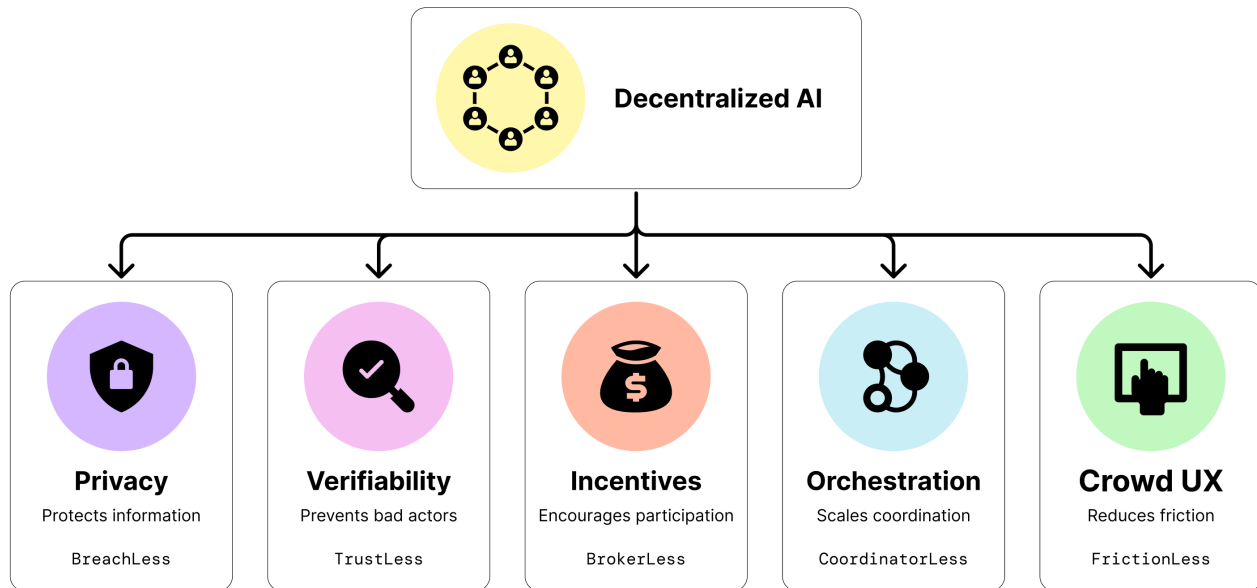 Decentralized AI
Privacy
Protects information
BreachLess
Verifiability
Prevents bad actors
TrustLess
$
Incentives
Encourages participation
BrokerLess
Orchestration
Scales coordination
CoordinatorLess
Crowd UX
Reduces friction
FrictionLess